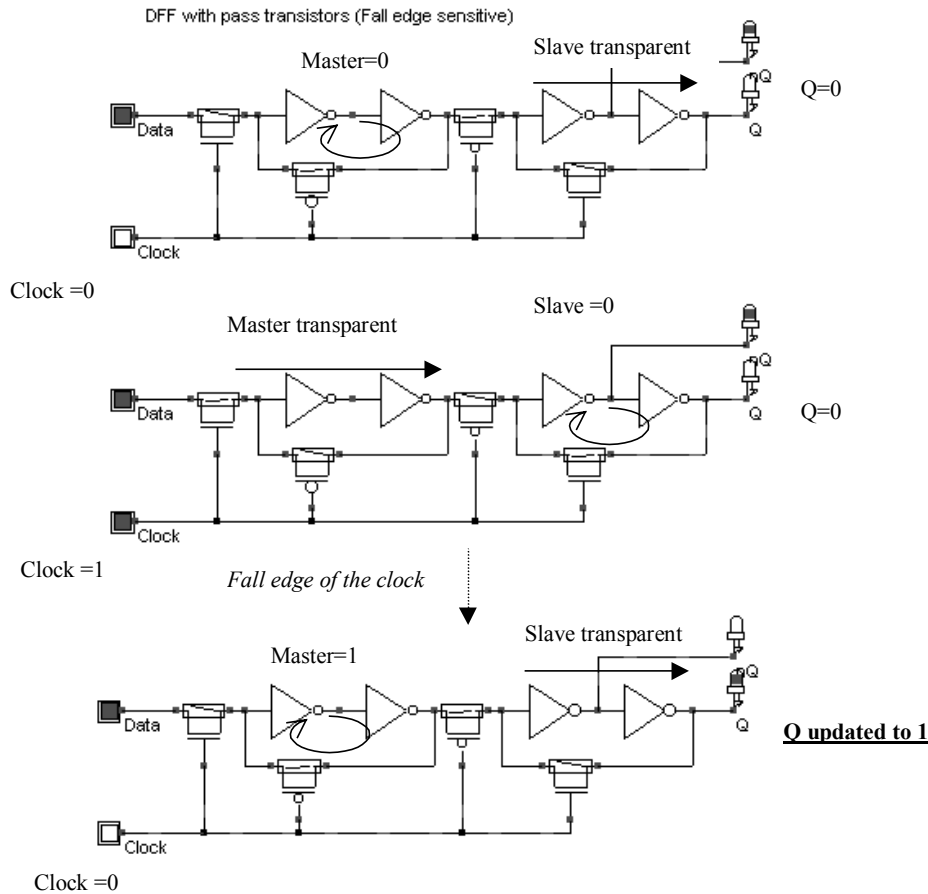 DFF with pass transistors (Fall edge sensitive)
Master=0
Slave transparent
Q
Q=0
Data
Q
Clock
Clock =0
Master transparent
Slave =0
Q
Data
Q
Q=0
Clock
Clock =1
Fall edge of the clock
Master=1
Slave transparent
Q
Data
Q
Q updated to 1
Clock
Clock =0